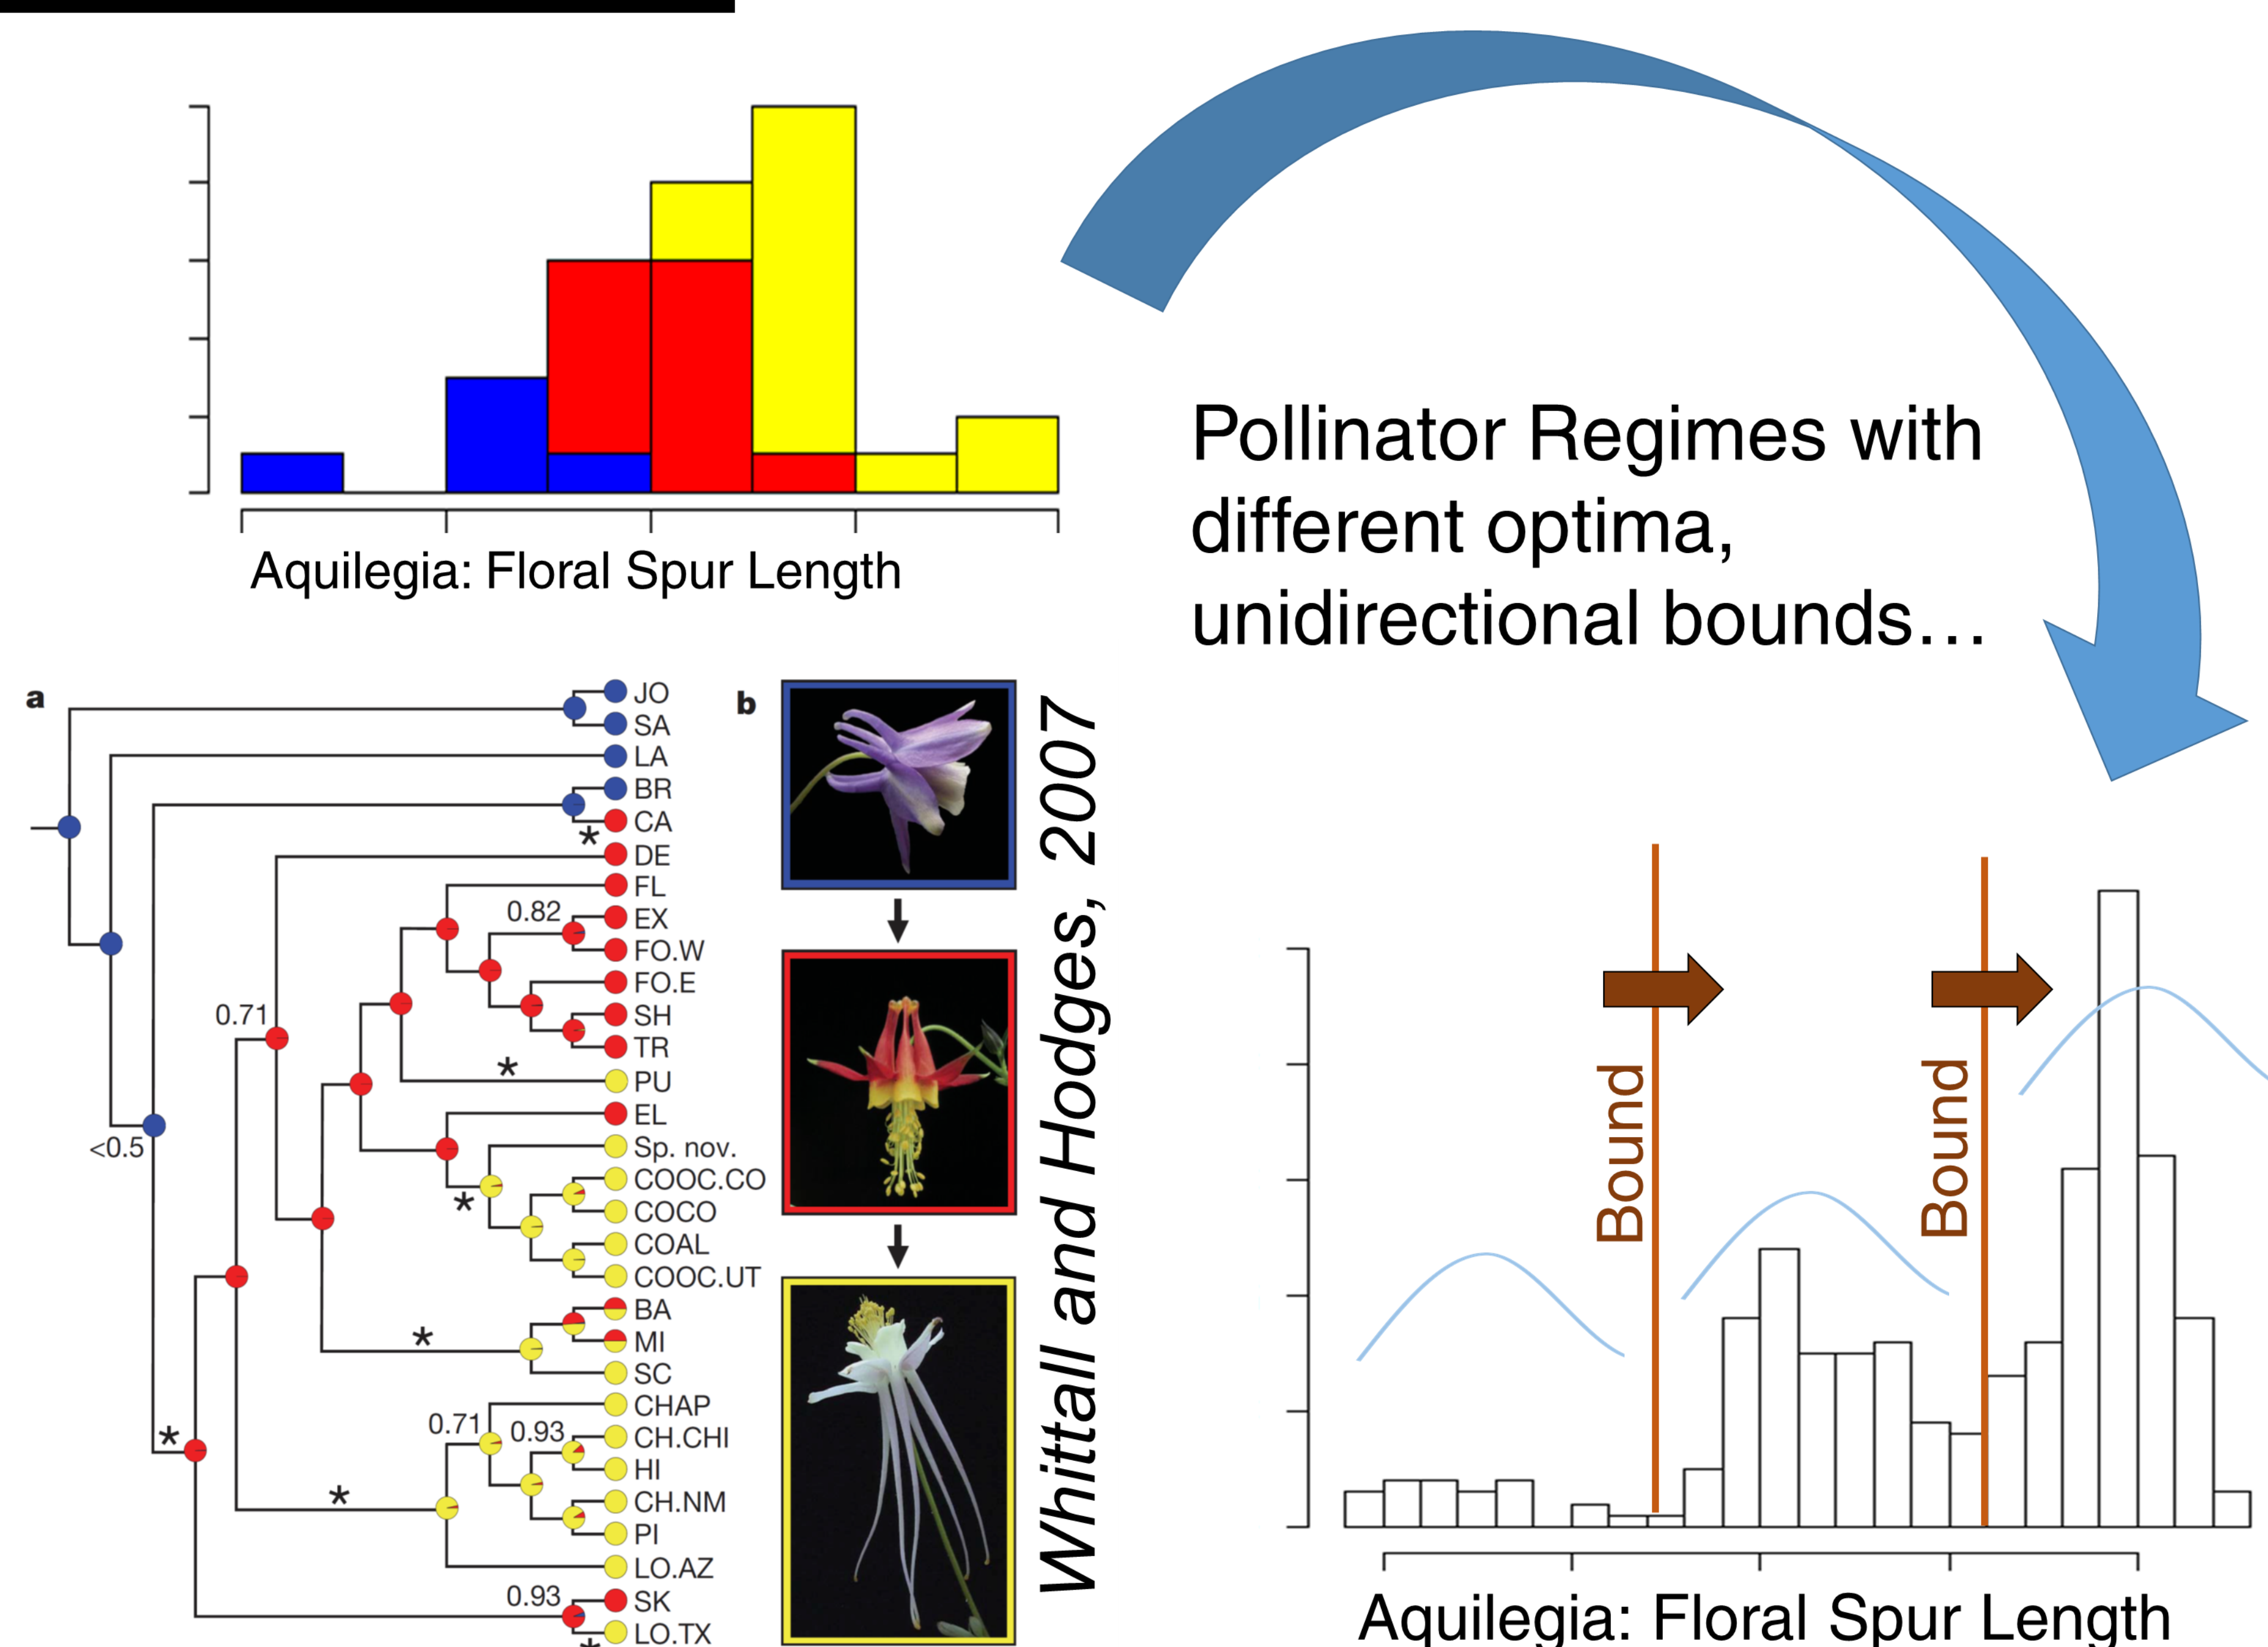 Aquilegia: Floral Spur Length
Pollinator Regimes with
different optima,
unidirectional bounds…
a
JO
SA
LA
BR
CA
*
DE
FL
0.82
EX
FO.W
FO.E
0.71
SH
TR
*
PU
EL
<0.5
Sp. nov.
COOC.CO
*
COCO
COAL
COOC.UT
BA
*
MI
SC
CHAP
0.71
0.93
*
CH.CHI
HI
*
CH.NM
PI
LO.AZ
0.93
SK
LO.TX
*
b
Whittall and Hodges, 2007
Bound
Bound
Aquilegia: Floral Spur Length